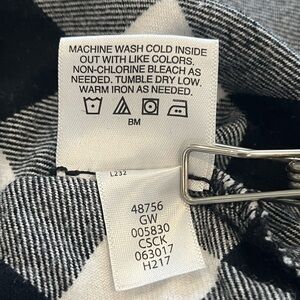 MACHINE WASH COLD INSIDE
OUT WITH LIKE COLORS.
NON-CHLORINE BLEACH AS
NEEDED. TUMBLE DRY LOW.
WARM IRON AS NEEDED.
BM
L232
48756
GW
005830
CSCK
063017
H217